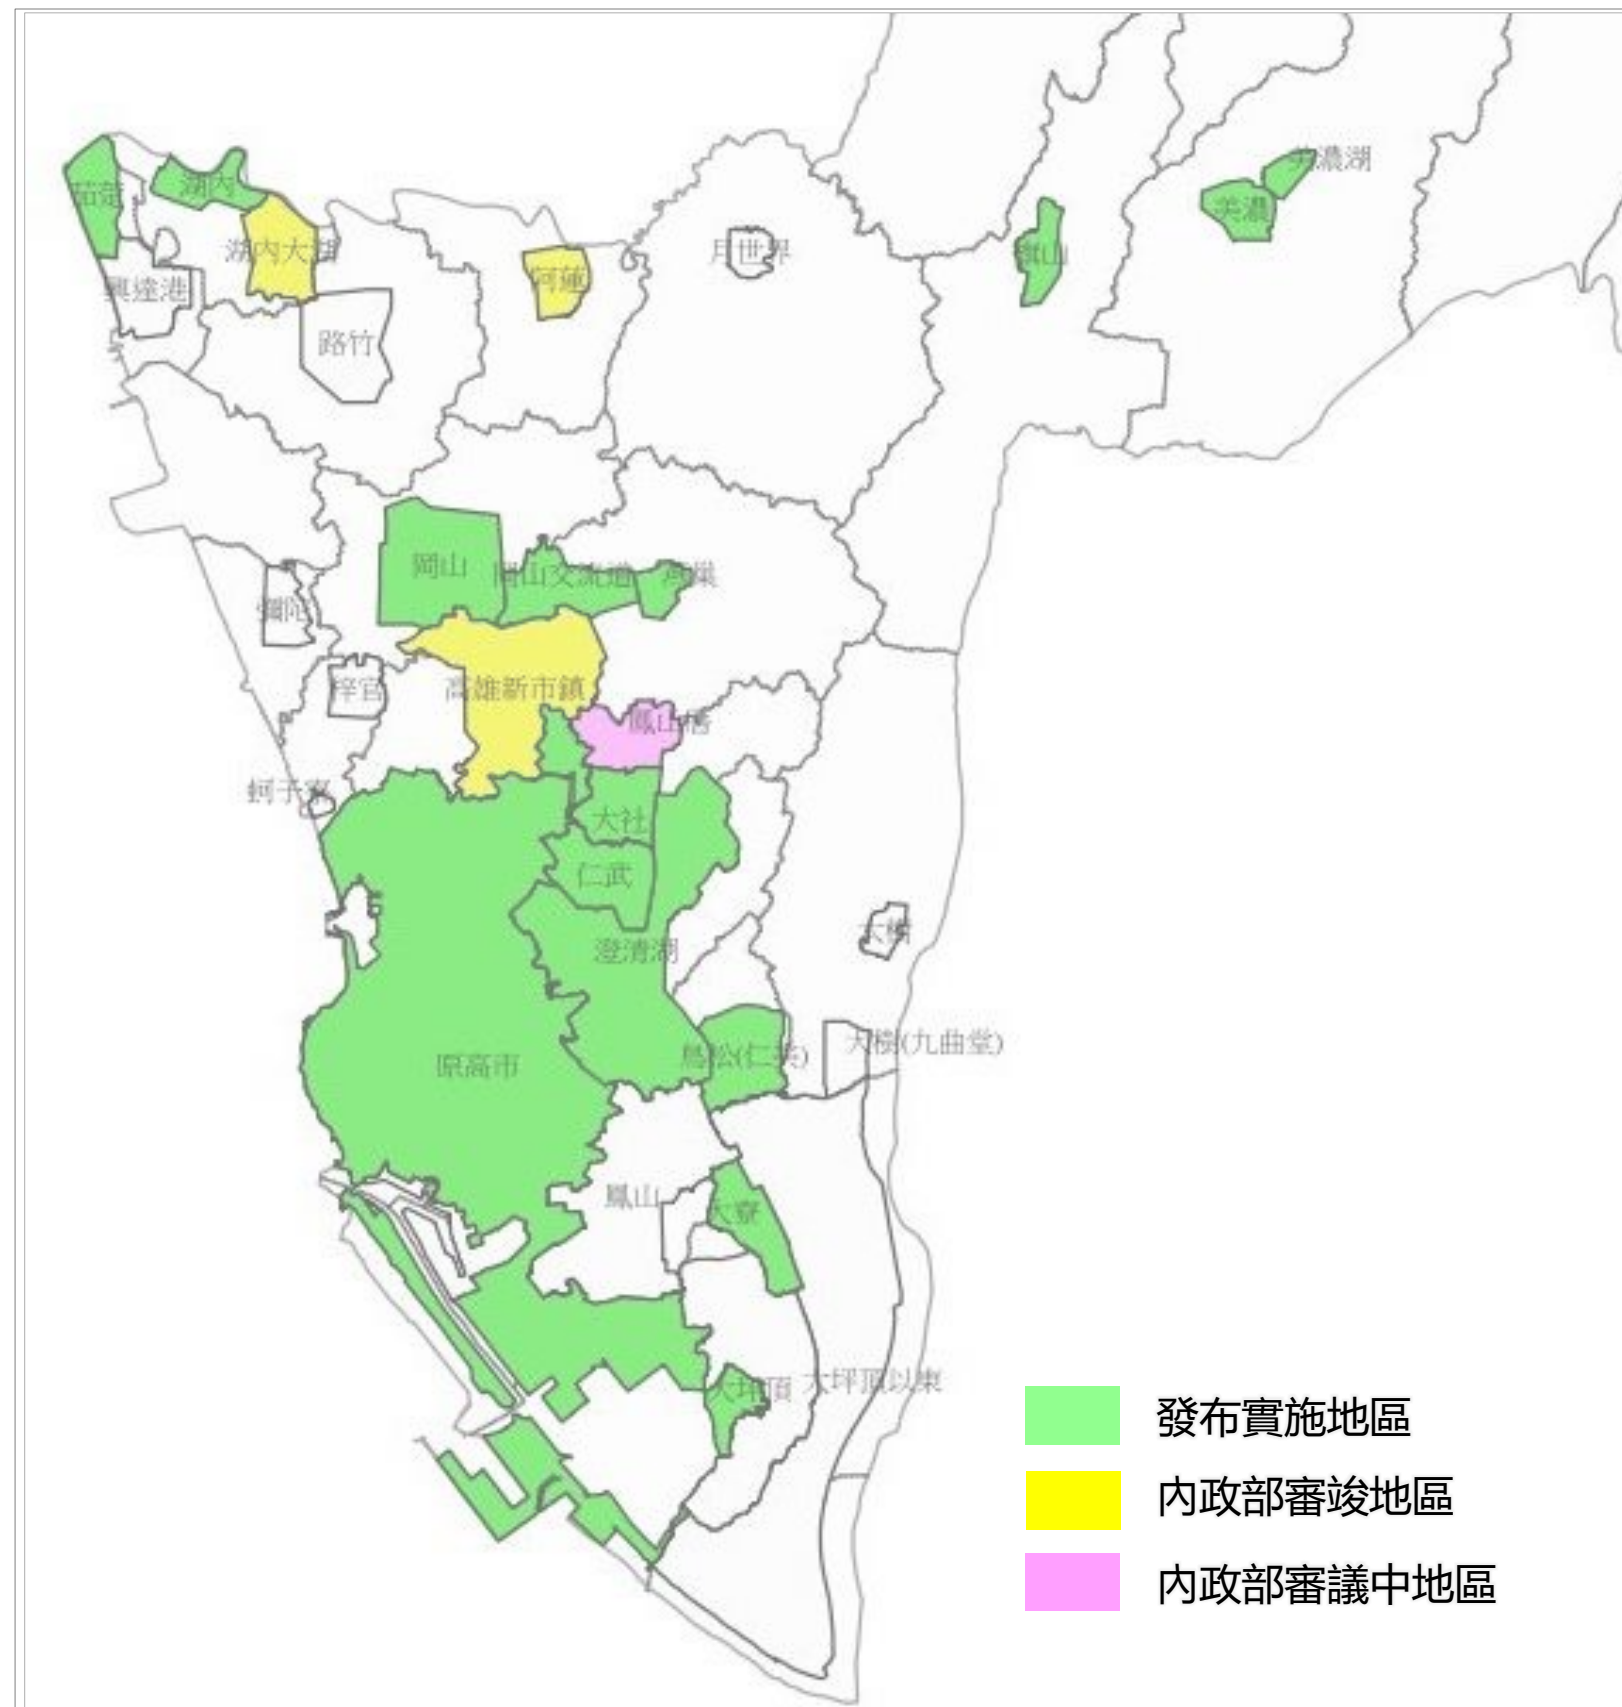 美濃湖
茄萣
湖內
美濃
湖內大湖
月世界
旗山
阿蓮
興達港
路竹
岡山
岡山交流道
燕巢
彌陀
高雄新市鎮
梓官
鳳山厝
蚵子寮
大社
仁武
大樹
澄清湖
大樹(九曲堂)
鳥松(仁美)
原高市
鳳山
大寮
大坪頂
大坪頂以東
發布實施地區
內政部審竣地區
內政部審議中地區